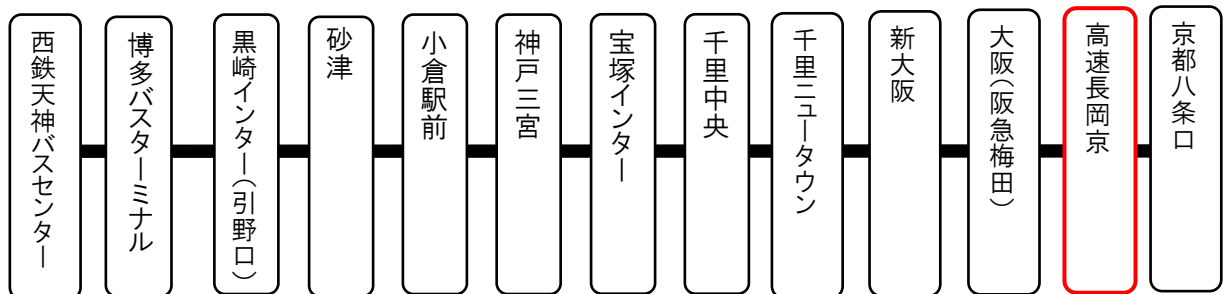 西鉄天神バスセンター
博多バスターミナル
黒崎インター(引野口)
砂津
小倉駅前
神戸三宮
宝塚インター
千里中央
千里ニュータウン
新大阪
大阪(阪急梅田)
高速長岡京
京都八条口